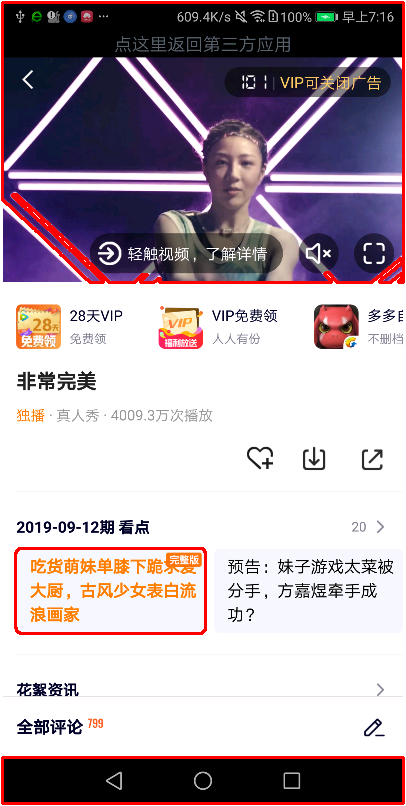 609.4K/s 100% 早上7:16
点这里返回第三方应用
101 VIP可关闭广告
轻触视频，了解详情
28天
免费领
28天VIP
免费领
VIP
福利放送
VIP免费领
人人有份
多多自
不删档
非常完美
独播 · 真人秀 · 4009.3万次播放
2019-09-12期 看点
20
完整版
吃货萌妹单膝下跪求爱
大厨，古风少女表白流
浪画家
预告：妹子游戏太菜被
分手，方嘉煜牵手成
功？
花絮资讯
全部评论 799